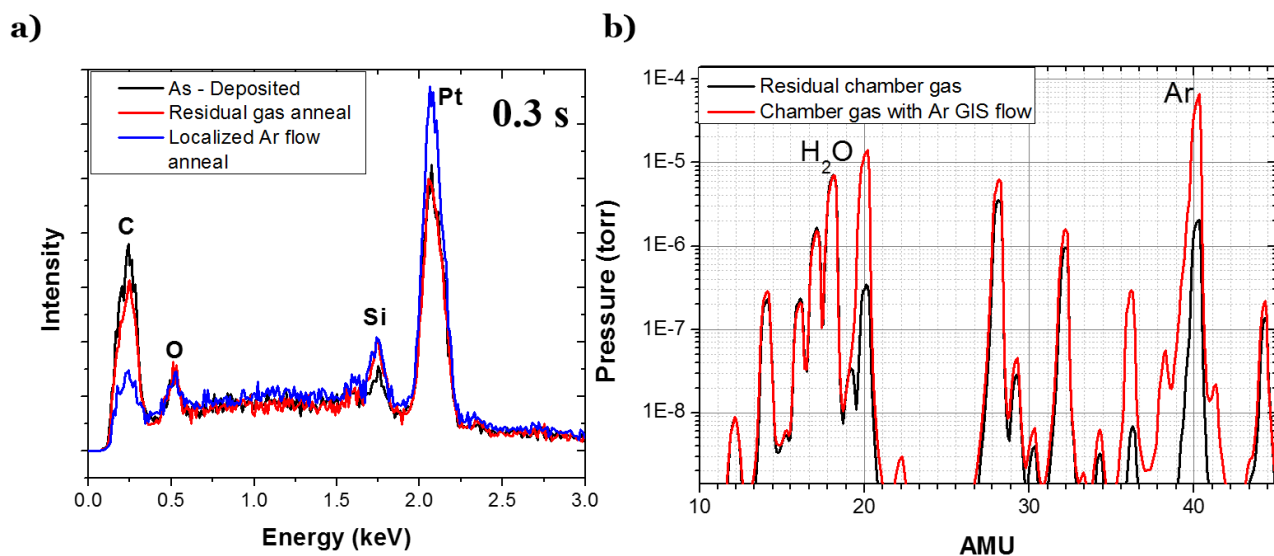 a)
As - Deposited
Residual gas anneal
Localized Ar flow
anneal
Pt
0.3 s
C
O
Si
Intensity
0.0 0.5 1.0 1.5 2.0 2.5 3.0
Energy (keV)
b)
Residual chamber gas
Chamber gas with Ar GIS flow
Ar
H₂O
Pressure (torr)
1E-4
1E-5
1E-6
1E-7
1E-8
10 20 30 40
AMU